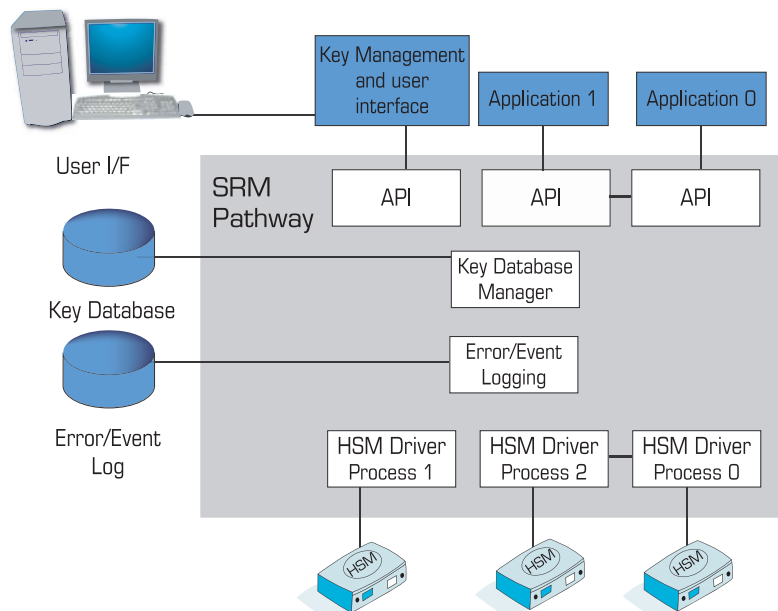 Key Management
and user
interface
Application 1
Application 0
User I/F
SRM
Pathway
API
API
API
Key Database
Manager
Key Database
Error/Event
Logging
Error/Event
Log
HSM Driver
Process 1
HSM Driver
Process 2
HSM Driver
Process 0
HSM
HSM
HSM